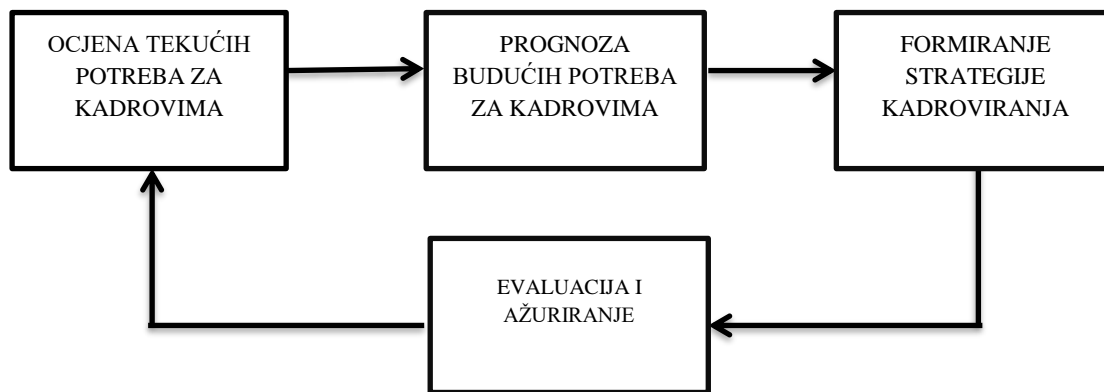 OCJENA TEKUĆIH
POTREBA ZA
KADROVIMA
PROGNOZA
BUDUĆIH POTREBA
ZA KADROVIMA
FORMIRANJE
STRATEGIJE
KADROVIRANJA
EVALUACIJA I
AŽURIRANJE